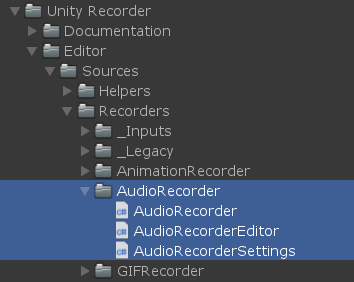 Unity Recorder
Documentation
Editor
Sources
Helpers
Recorders
_Inputs
_Legacy
AnimationRecorder
AudioRecorder
c# AudioRecorder
c# AudioRecorderEditor
c# AudioRecorderSettings
GIFRecorder